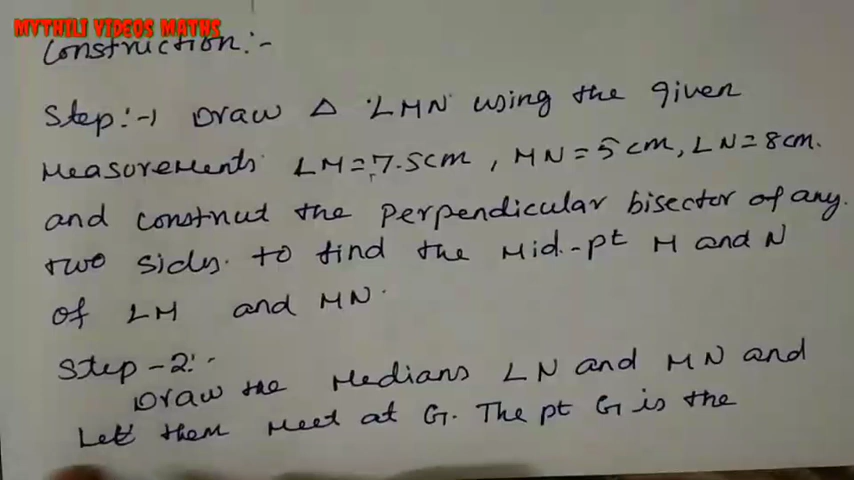 MYTHILI VIDEOS MATHS
Construction:-
Step:-1 Draw △ LMN using the given
Measurements LM=7.5cm, MN=5cm, LN=8cm.
and construct the perpendicular bisector of any.
two sides. to find the Mid-pt M and N
of LM and MN.
Step-2:-
Draw the Medians LN and MN and
Let them Meet at G. The pt G is the